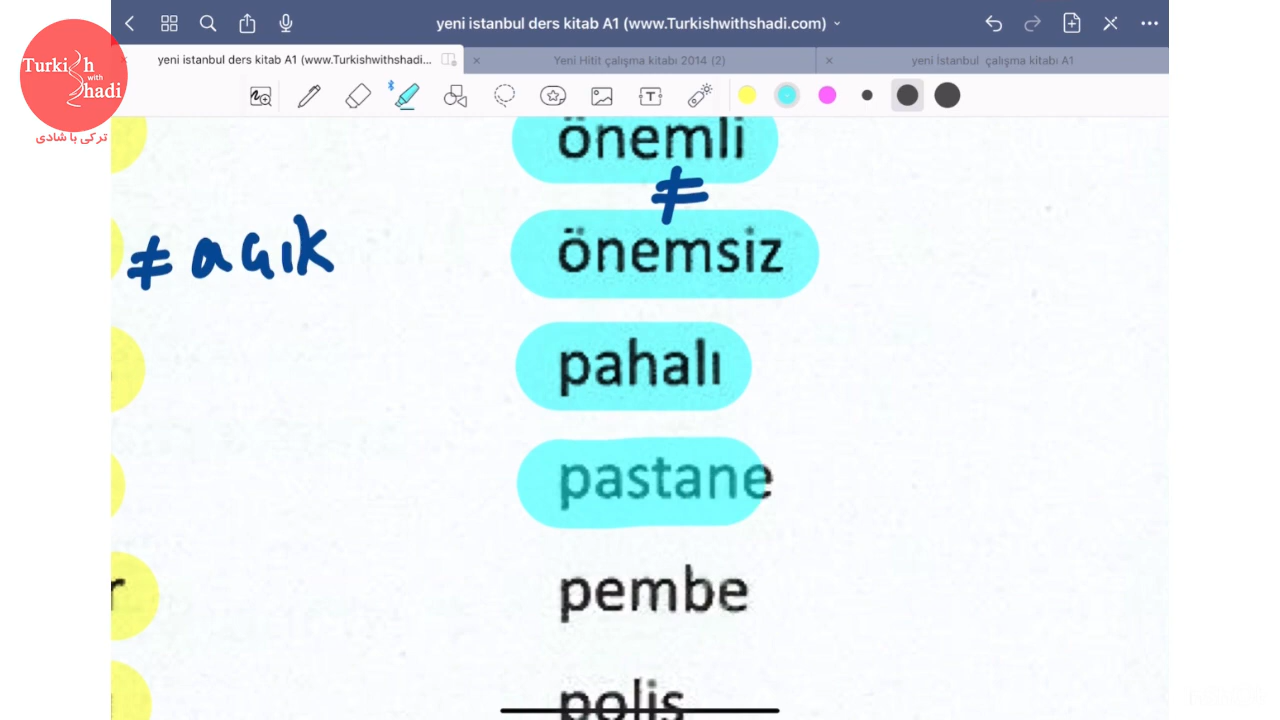 yeni istanbul ders kitab A1 (www.Turkishwithshadi.com)
yeni istanbul ders kitab A1 (www.Turkishwithshadi...
Yeni Hitit çalışma kitabı 2014 (2)
yeni İstanbul çalışma kitabı A1
Turkish
with
Shadi
ترکی با شادی
T
önemli
≠
≠ açık
önemsiz
pahalı
pastane
r
pembe
polis